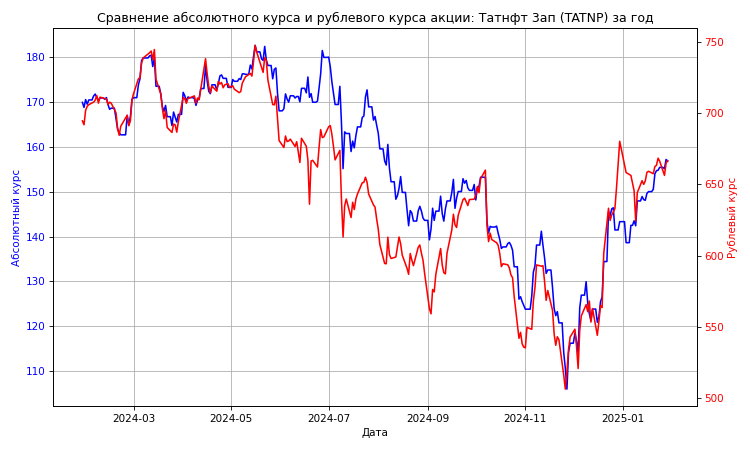 Сравнение абсолютного курса и рублевого курса акции: Татнфт 3ап (TATNP) за год
180
170
160
150
140
130
120
110
Абсолютный курс
750
700
650
600
550
500
Рублевый курс
2024-03 2024-05 2024-07 2024-09 2024-11 2025-01
Дата